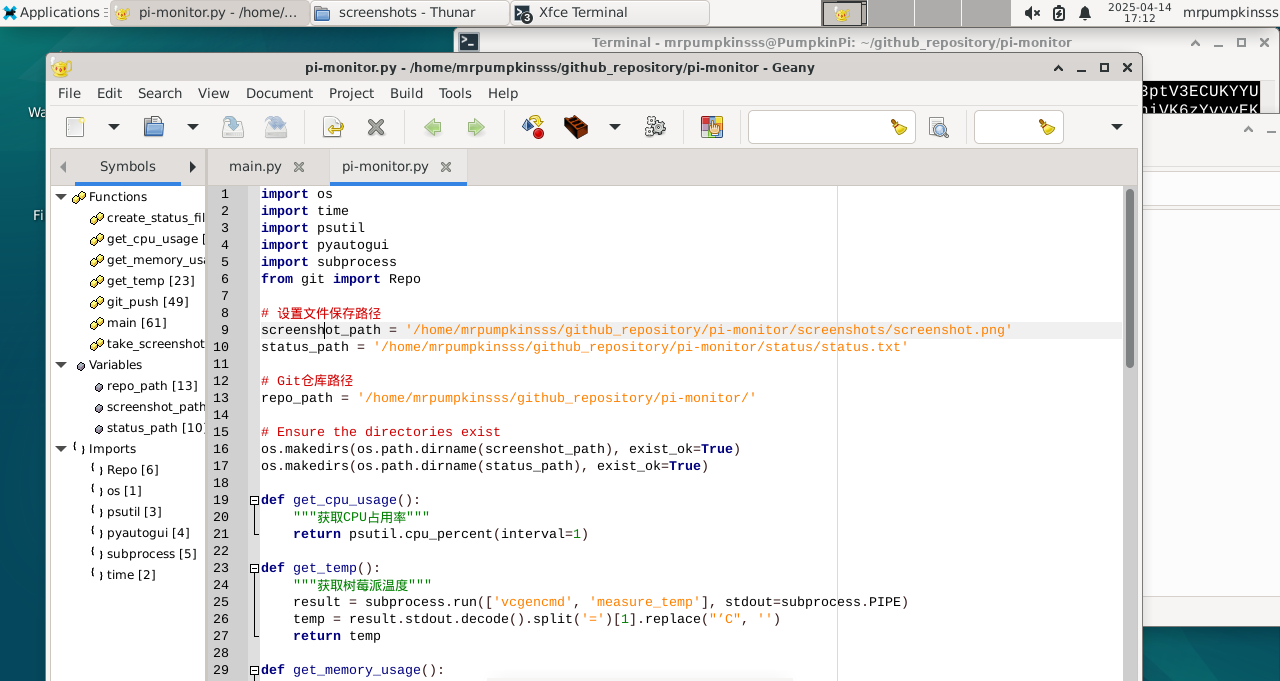 Applications
pi-monitor.py - /home/...
screenshots - Thunar
3
Xfce Terminal
2025-04-14
17:12
mrpumpkinsss
Terminal - mrpumpkinsss@PumpkinPi: ~/github_repository/pi-monitor
pi-monitor.py - /home/mrpumpkinsss/github_repository/pi-monitor - Geany
File Edit Search View Document Project Build Tools Help
3ptV3ECUKYYU
Wa
Fi
Symbols
main.py
pi-monitor.py
Functions
create_status_fil
get_cpu_usage [
get_memory_usa
get_temp [23]
git_push [49]
main [61]
take_screenshot
Variables
repo_path [13]
screenshot_path
status_path [10]
Imports
Repo [6]
os [1]
psutil [3]
pyautogui [4]
subprocess [5]
time [2]
1 import os
2 import time
3 import psutil
4 import pyautogui
5 import subprocess
6 from git import Repo
7
8 # 设置文件保存路径
9 screenshot_path = '/home/mrpumpkinsss/github_repository/pi-monitor/screenshots/screenshot.png'
10 status_path = '/home/mrpumpkinsss/github_repository/pi-monitor/status/status.txt'
11
12 # Git仓库路径
13 repo_path = '/home/mrpumpkinsss/github_repository/pi-monitor/'
14
15 # Ensure the directories exist
16 os.makedirs(os.path.dirname(screenshot_path), exist_ok=True)
17 os.makedirs(os.path.dirname(status_path), exist_ok=True)
18
19 def get_cpu_usage():
20 """获取CPU占用率"""
21 return psutil.cpu_percent(interval=1)
22
23 def get_temp():
24 """获取树莓派温度"""
25 result = subprocess.run(['vcgencmd', 'measure_temp'], stdout=subprocess.PIPE)
26 temp = result.stdout.decode().split('=')[1].replace("'C", '')
27 return temp
28
29 def get_memory_usage():